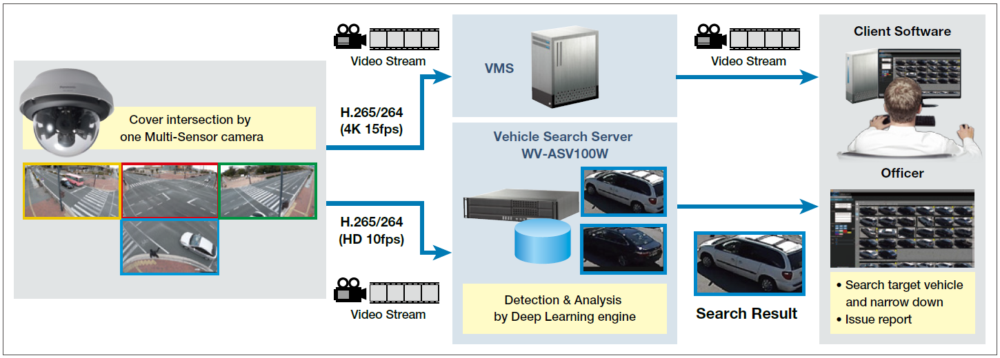 Video Stream
H.265/264
(4K 15fps)
Cover intersection by
one Multi-Sensor camera
H.265/264
(HD 10fps)
Video Stream
VMS
Vehicle Search Server
WV-ASV100W
Detection & Analysis
by Deep Learning engine
Video Stream
Search Result
Client Software
Officer
• Search target vehicle
and narrow down
• Issue report